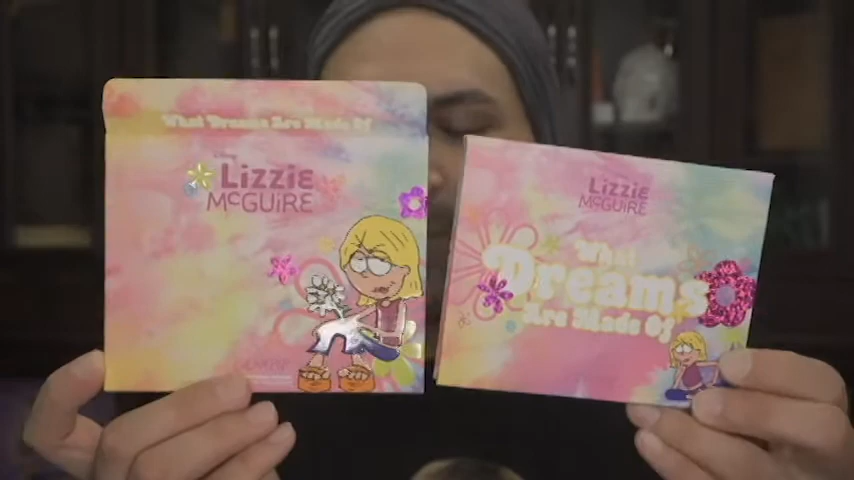 What Dreams Are Made Of
Lizzie
McGUiRE
Lizzie
McGUiRE
What
Dreams
Are Made Of